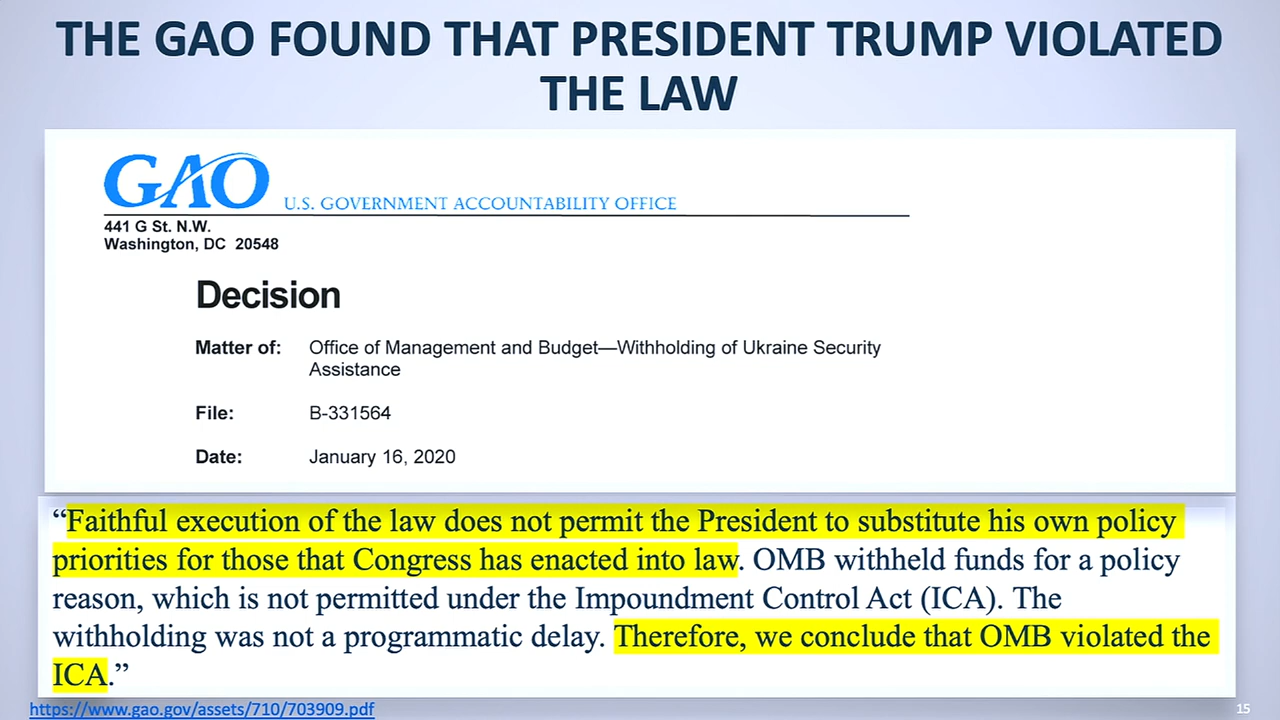 THE GAO FOUND THAT PRESIDENT TRUMP VIOLATED
THE LAW
GAO
U.S. GOVERNMENT ACCOUNTABILITY OFFICE
441 G St. N.W.
Washington, DC 20548
Decision
Matter of: Office of Management and Budget—Withholding of Ukraine Security
Assistance
File: B-331564
Date: January 16, 2020
“Faithful execution of the law does not permit the President to substitute his own policy
priorities for those that Congress has enacted into law. OMB withheld funds for a policy
reason, which is not permitted under the Impoundment Control Act (ICA). The
withholding was not a programmatic delay. Therefore, we conclude that OMB violated the
ICA.”
https://www.gao.gov/assets/710/703909.pdf
15